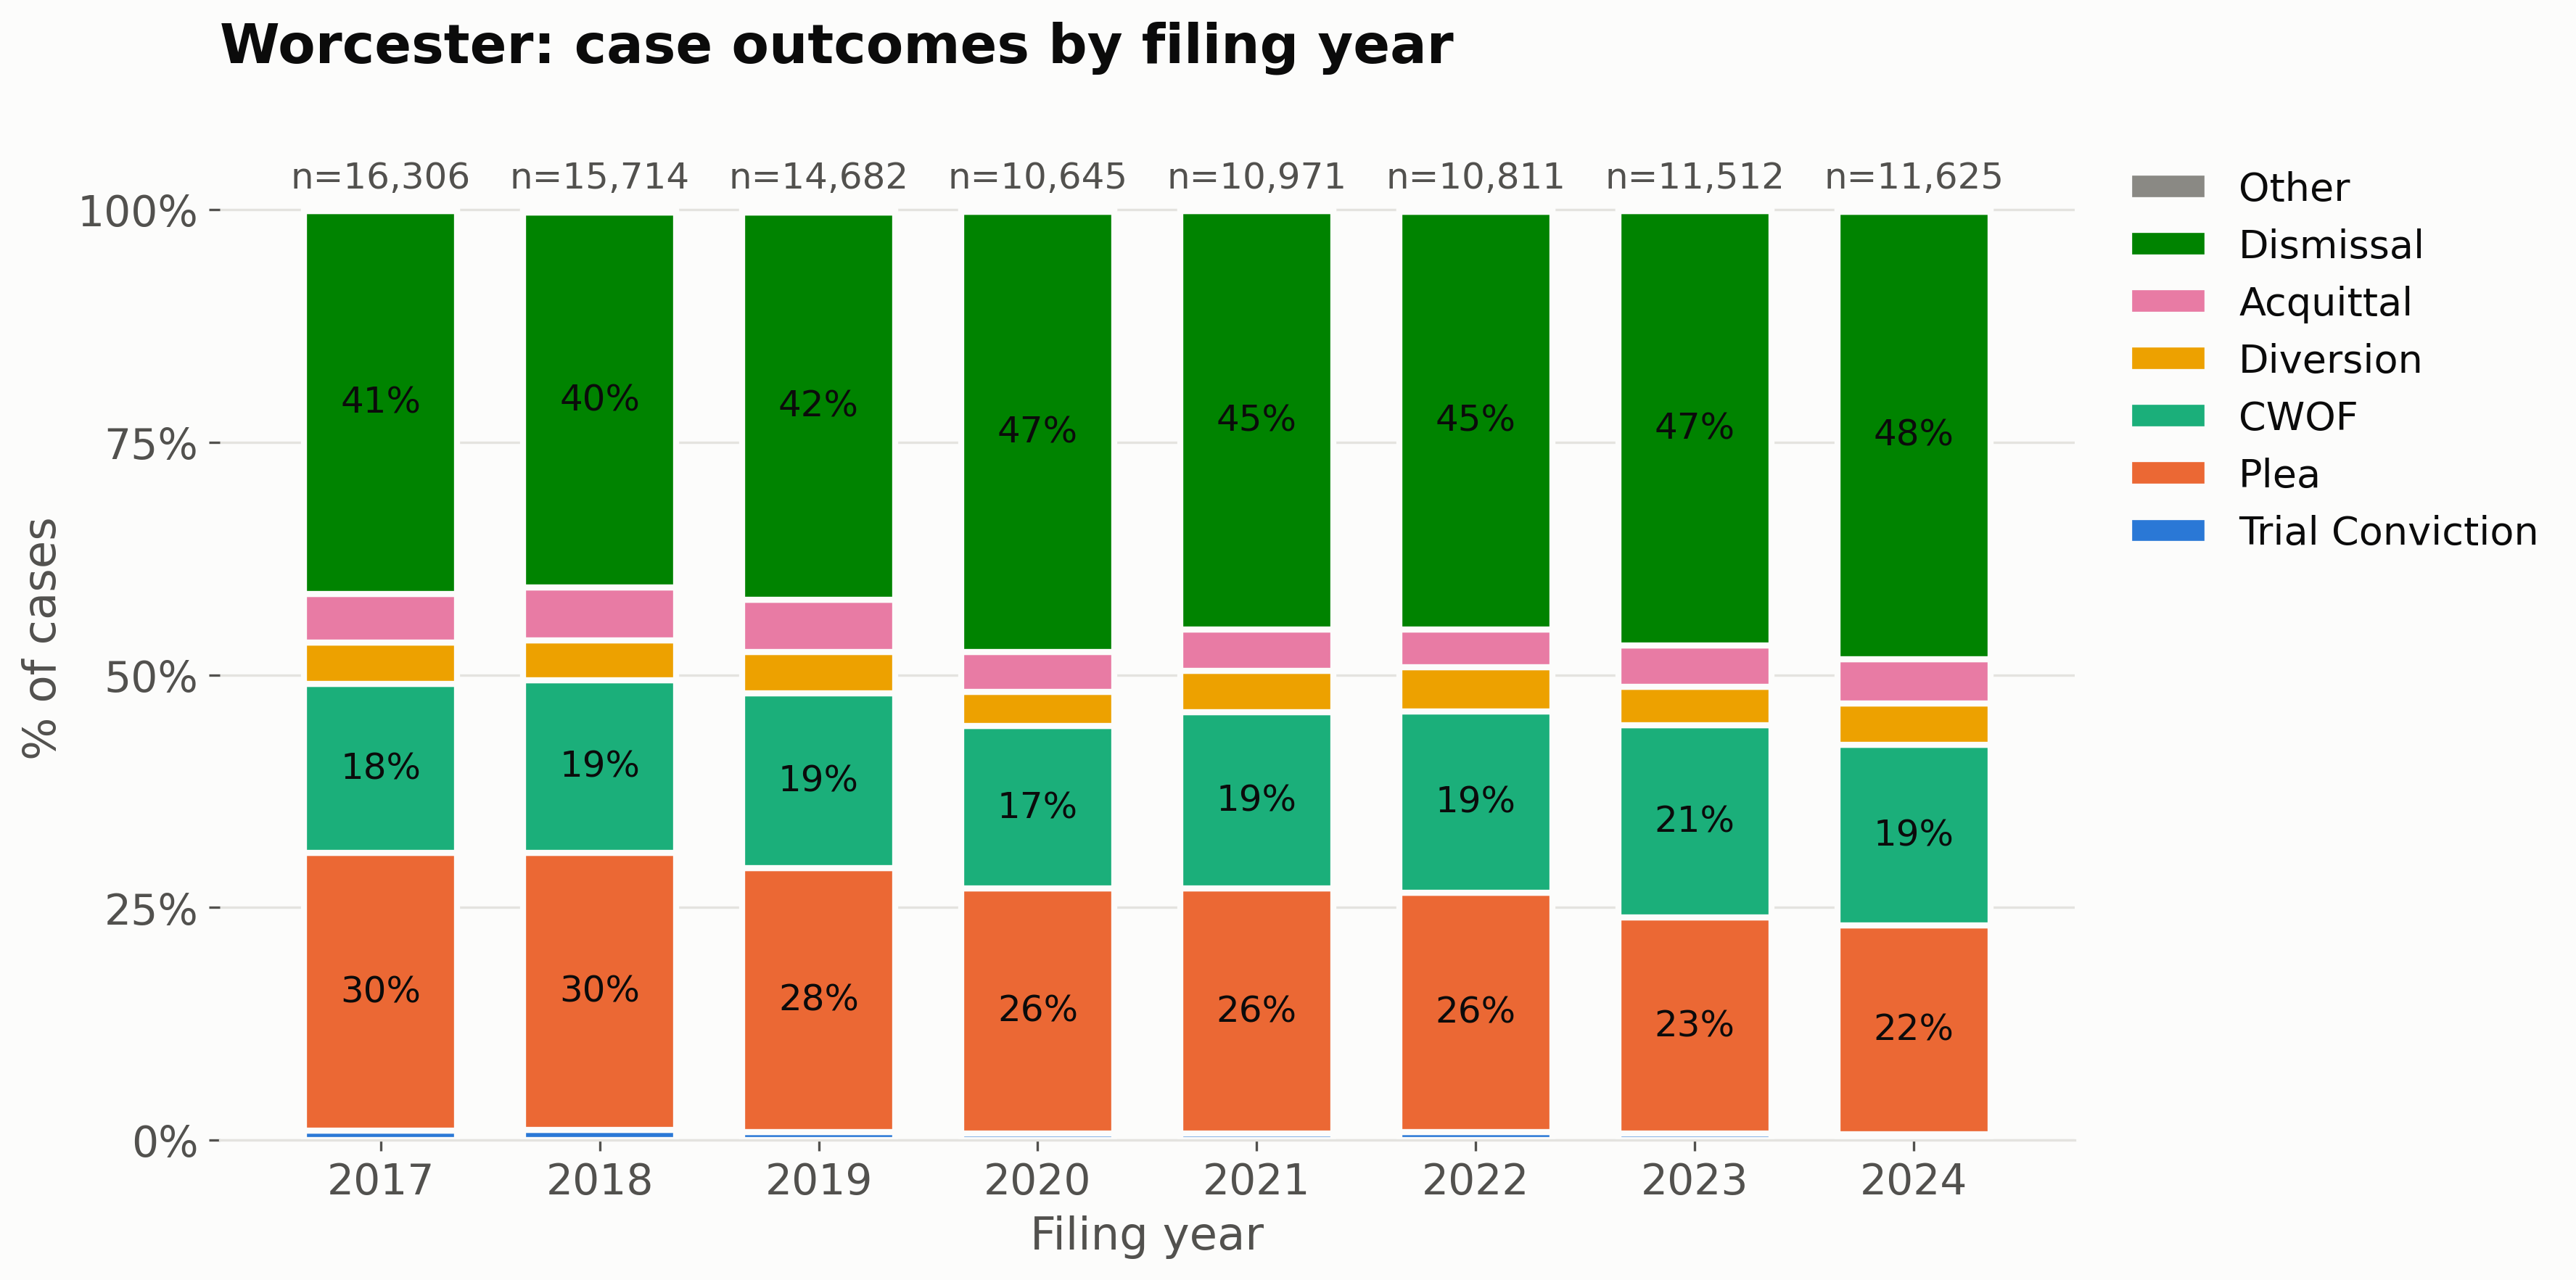 Worcester: case outcomes by filing year
n=16,306 n=15,714 n=14,682 n=10,645 n=10,971 n=10,811 n=11,512 n=11,625
Other
Dismissal
Acquittal
Diversion
CWOF
Plea
Trial Conviction
% of cases
100%
75%
50%
25%
0%
41% 40% 42% 47% 45% 45% 47% 48%
18% 19% 19% 17% 19% 19% 21% 19%
30% 30% 28% 26% 26% 26% 23% 22%
2017 2018 2019 2020 2021 2022 2023 2024
Filing year